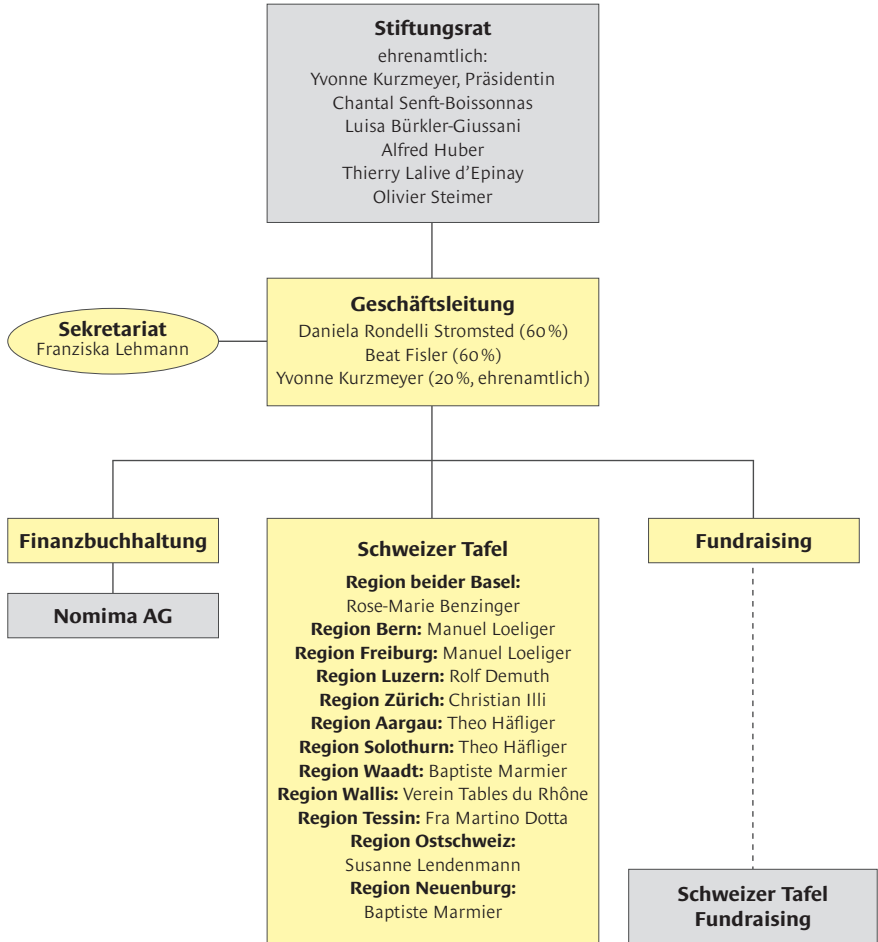 Stiftungsrat
ehrenamtlich:
Yvonne Kurzmeyer, Präsidentin
Chantal Senft-Boissonnas
Luisa Bürkler-Giussani
Alfred Huber
Thierry Lalive d’Epinay
Olivier Steimer
Geschäftsleitung
Daniela Rondelli Stromsted (60 %)
Beat Fisler (60 %)
Yvonne Kurzmeyer (20 %, ehrenamtlich)
Sekretariat
Franziska Lehmann
Finanzbuchhaltung
Nomima AG
Schweizer Tafel
Region beider Basel:
Rose-Marie Benzinger
Region Bern: Manuel Loeliger
Region Freiburg: Manuel Loeliger
Region Luzern: Rolf Demuth
Region Zürich: Christian Illi
Region Aargau: Theo Häfliger
Region Solothurn: Theo Häfliger
Region Waadt: Baptiste Marmier
Region Wallis: Verein Tables du Rhône
Region Tessin: Fra Martino Dotta
Region Ostschweiz:
Susanne Lendenmann
Region Neuenburg:
Baptiste Marmier
Fundraising
Schweizer Tafel
Fundraising